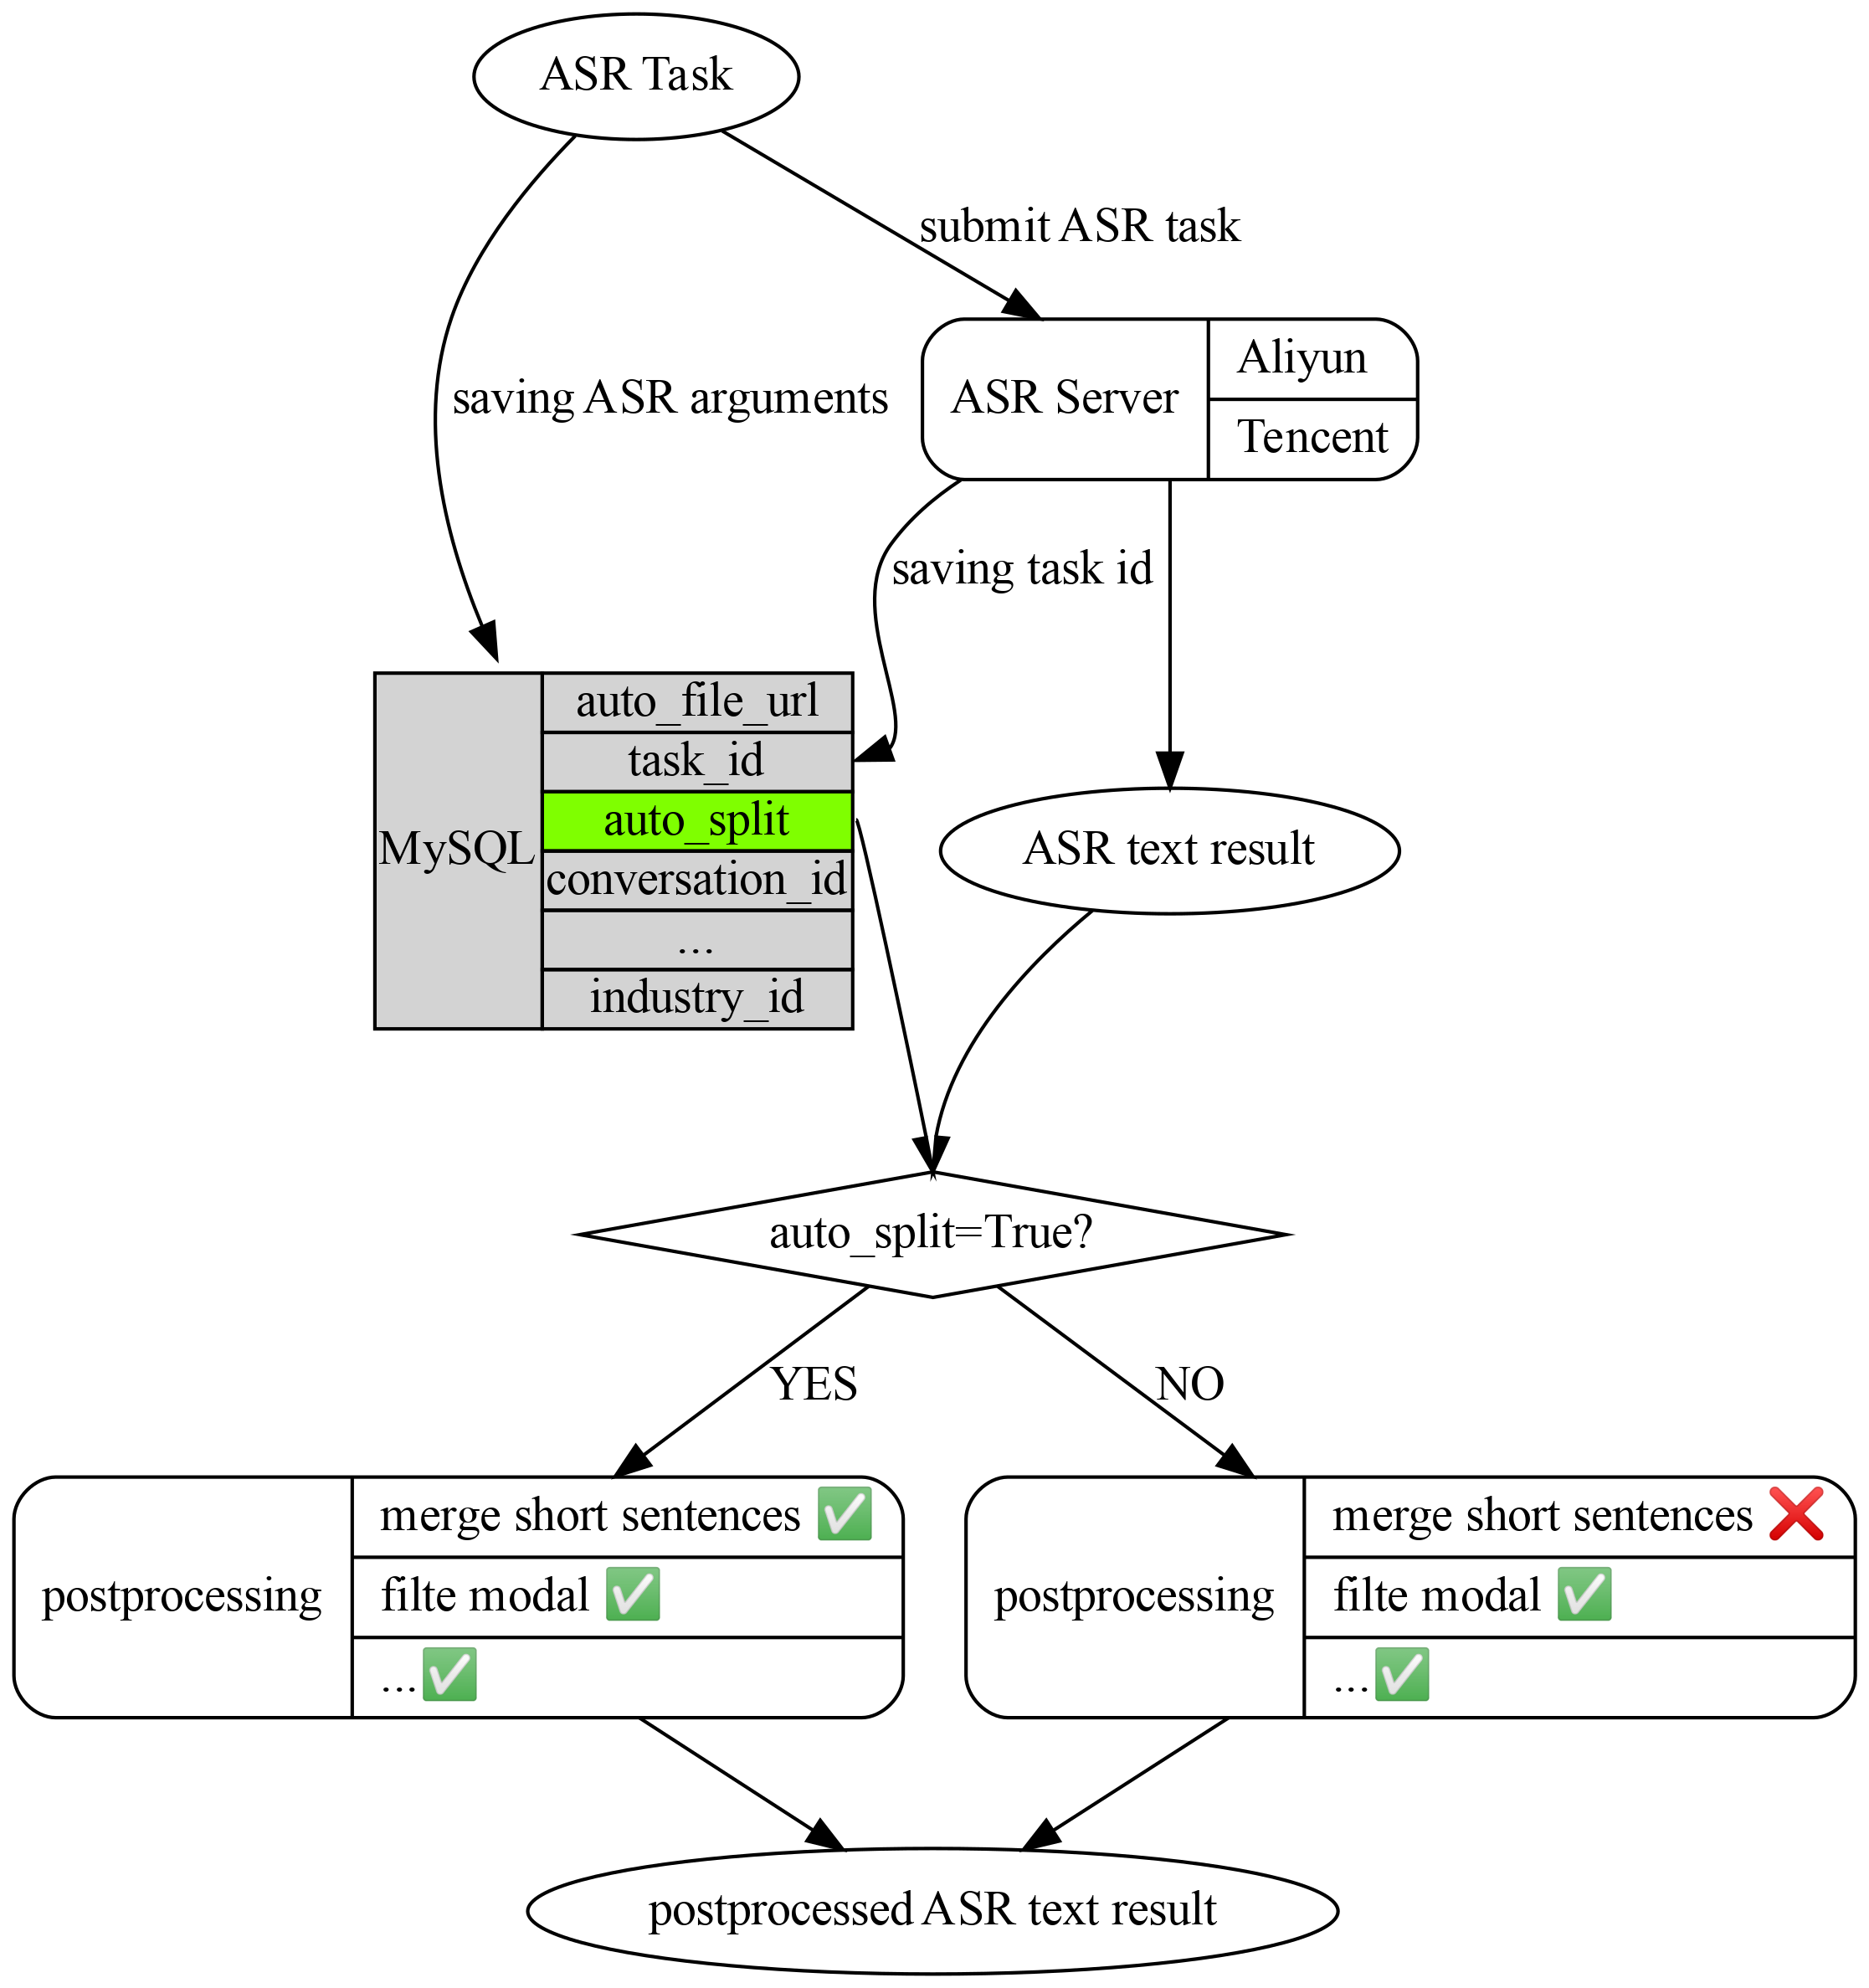 ASR Task
submit ASR task
saving ASR arguments
ASR Server
Aliyun
Tencent
saving task id
MySQL
auto_file_url
task_id
auto_split
conversation_id
...
industry_id
ASR text result
auto_split=True?
YES
NO
postprocessing
merge short sentences ✅
filte modal ✅
...✅
postprocessing
merge short sentences ❌
filte modal ✅
...✅
postprocessed ASR text result